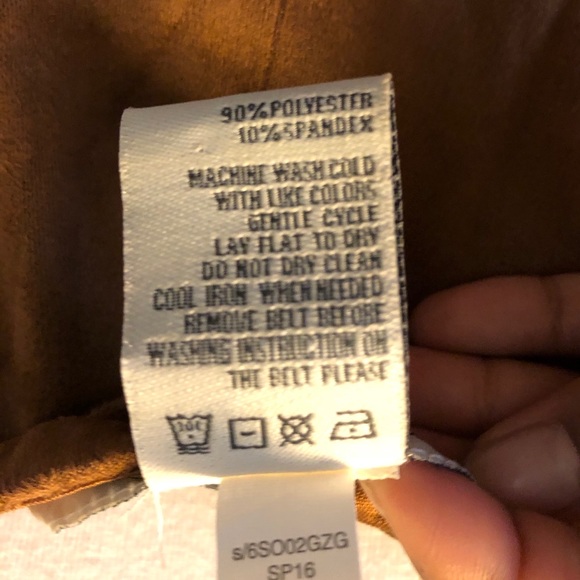 90%POLYESTER
10%SPANDEX
MACHINE WASH COLD
WITH LIKE COLORS
GENTLE CYCLE
LAY FLAT TO DRY
DO NOT DRY CLEAN
COOL IRON WHEN NEEDED
REMOVE BELT BEFORE
WASHING INSTRUCTION ON
THE BELT PLEASE
30C
s/6SO02GZG
SP16